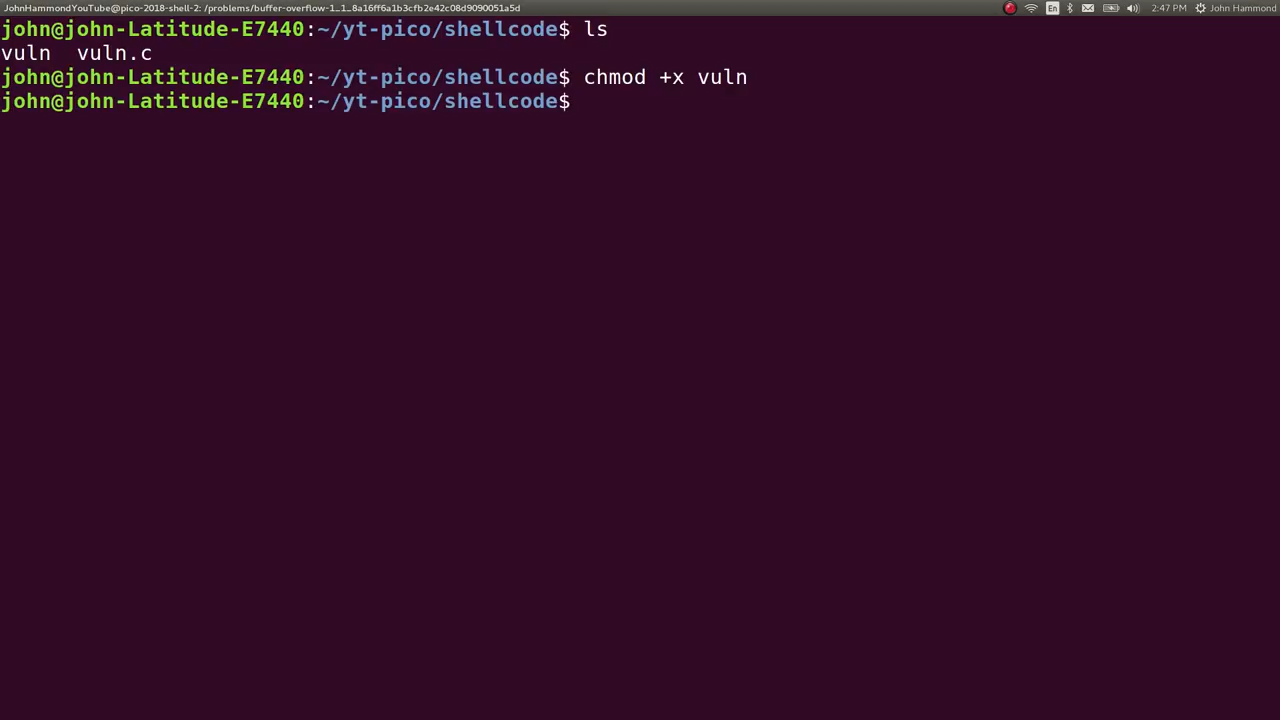 JohnHammondYouTube@pico-2018-shell-2: /problems/buffer-overflow-1_1_8a16ff6a1b3cfb2e42c08d9090051a5d
En 2:47 PM John Hammond
john@john-Latitude-E7440:~/yt-pico/shellcode$ ls
vuln  vuln.c
john@john-Latitude-E7440:~/yt-pico/shellcode$ chmod +x vuln
john@john-Latitude-E7440:~/yt-pico/shellcode$